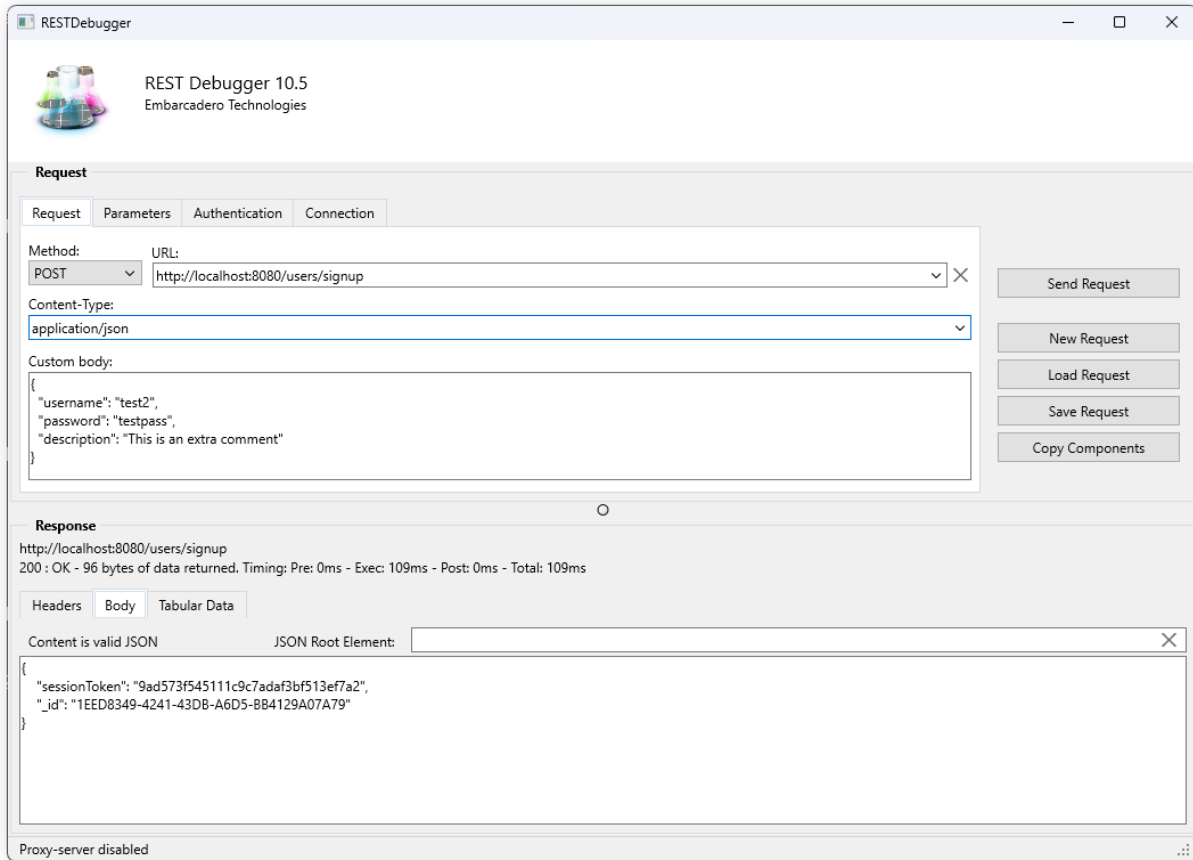 RESTDebugger
REST Debugger 10.5
Embarcadero Technologies
Request
Request Parameters Authentication Connection
Method: URL:
POST http://localhost:8080/users/signup
Send Request
Content-Type:
application/json
New Request
Custom body:
Load Request
{
"username": "test2",
"password": "testpass",
"description": "This is an extra comment"
}
Save Request
Copy Components
Response
http://localhost:8080/users/signup
200 : OK - 96 bytes of data returned. Timing: Pre: 0ms - Exec: 109ms - Post: 0ms - Total: 109ms
Headers Body Tabular Data
Content is valid JSON JSON Root Element:
{
"sessionToken": "9ad573f545111c9c7adaf3bf513ef7a2",
"_id": "1EED8349-4241-43DB-A6D5-BB4129A07A79"
}
Proxy-server disabled